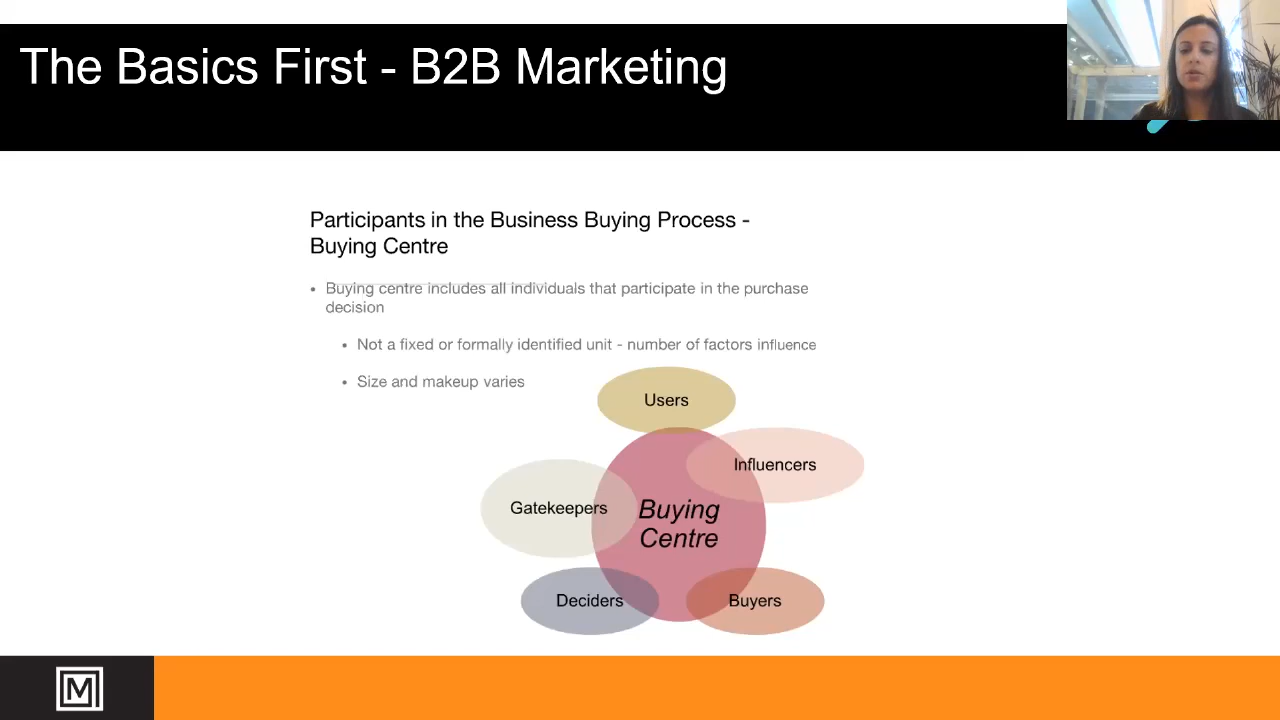 The Basics First - B2B Marketing
Participants in the Business Buying Process -
Buying Centre
• Buying centre includes all individuals that participate in the purchase
decision
• Not a fixed or formally identified unit - number of factors influence
• Size and makeup varies
Users
Influencers
Gatekeepers
Buying
Centre
Deciders
Buyers
M